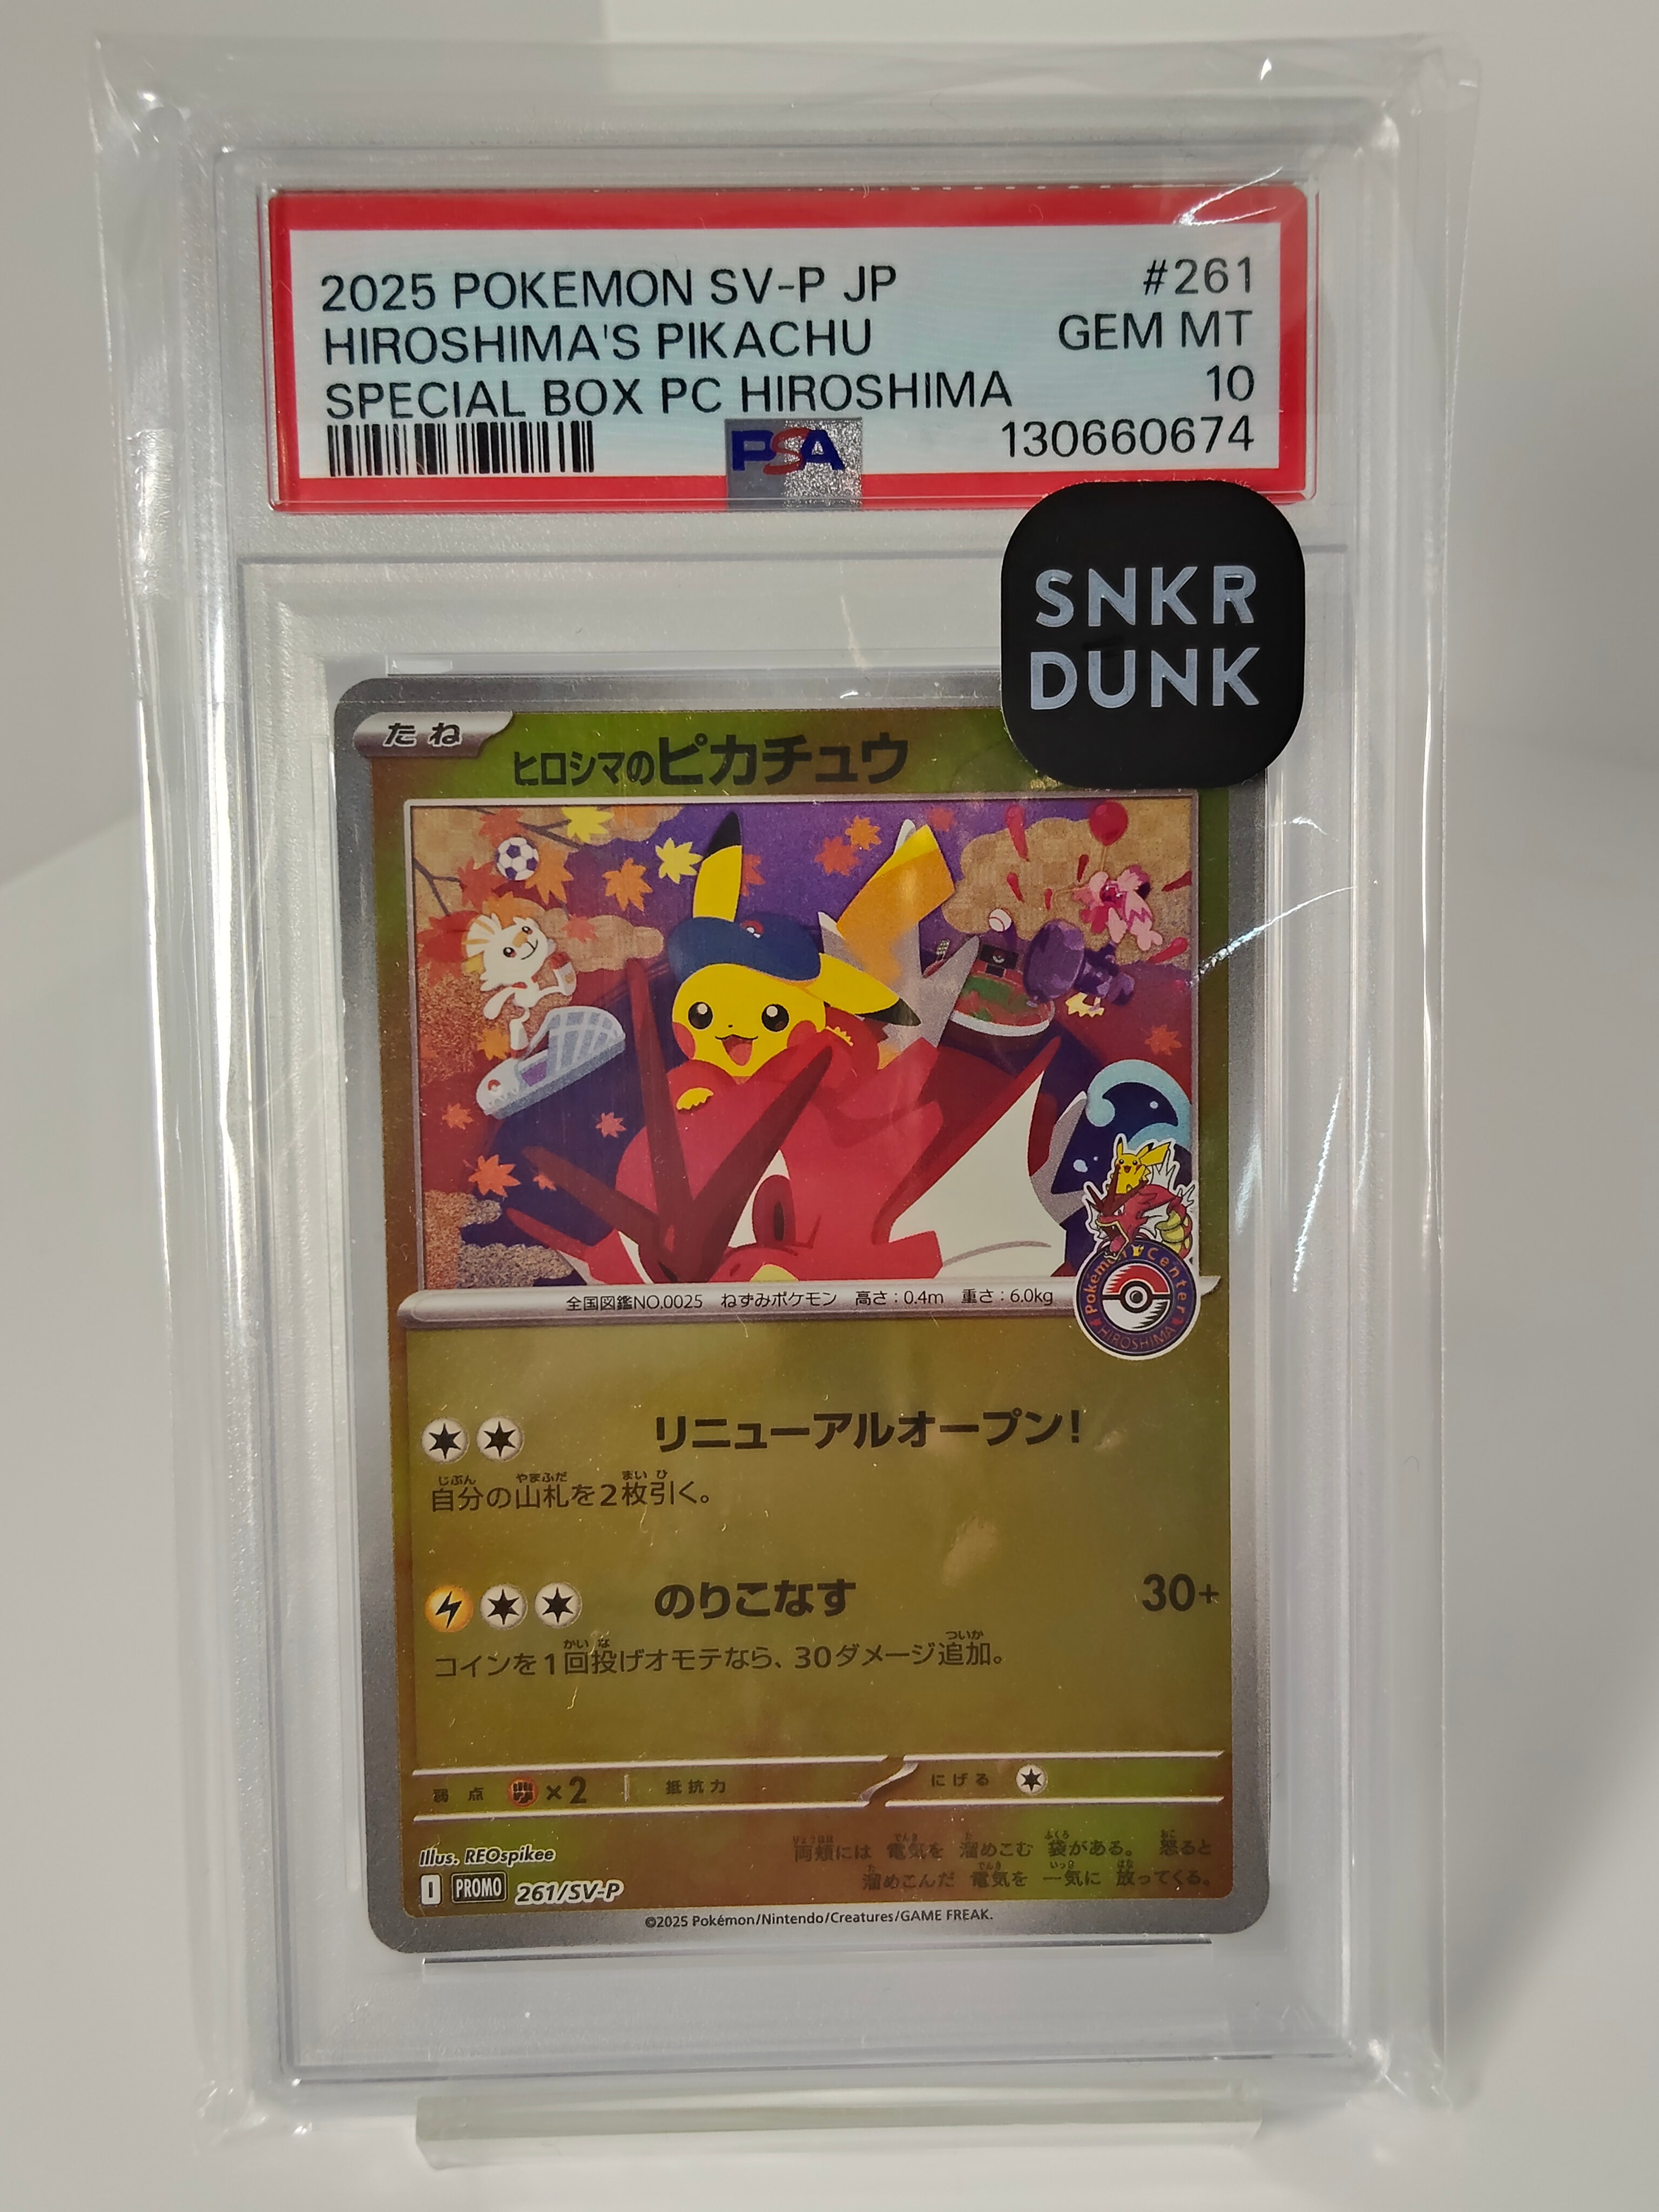 2025 POKEMON SV-P JP #261
HIROSHIMA'S PIKACHU GEM MT
SPECIAL BOX PC HIROSHIMA 10
PSA 130660674
SNKR
DUNK
たね ヒロシマのピカチュウ
全国図鑑NO.0025 ねずみポケモン 高さ:0.4m 重さ:6.0kg
Pokémon Center
HIROSHIMA
リニューアルオープン!
自分の山札を2枚引く。
のりこなす 30+
コインを1回投げオモテなら、30ダメージ追加。
弱点 ×2 抵抗力 にげる
Illus. REOspikee
両頬には 電気を 溜めこむ 袋がある。 怒ると
溜めこんだ 電気を 一気に 放ってくる。
I PROMO 261/SV-P
©2025 Pokémon/Nintendo/Creatures/GAME FREAK.